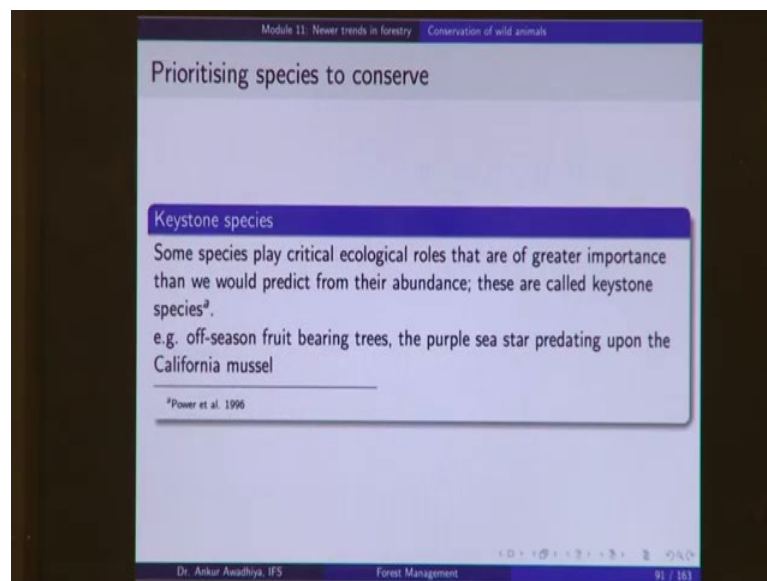 Module 11: Newer trends in forestry Conservation of wild animals
Prioritising species to conserve
Keystone species
Some species play critical ecological roles that are of greater importance
than we would predict from their abundance; these are called keystone
speciesᵃ.
e.g. off-season fruit bearing trees, the purple sea star predating upon the
California mussel
ᵃPower et al. 1996
Dr. Ankur Awadhiya, IFS Forest Management 91 / 163